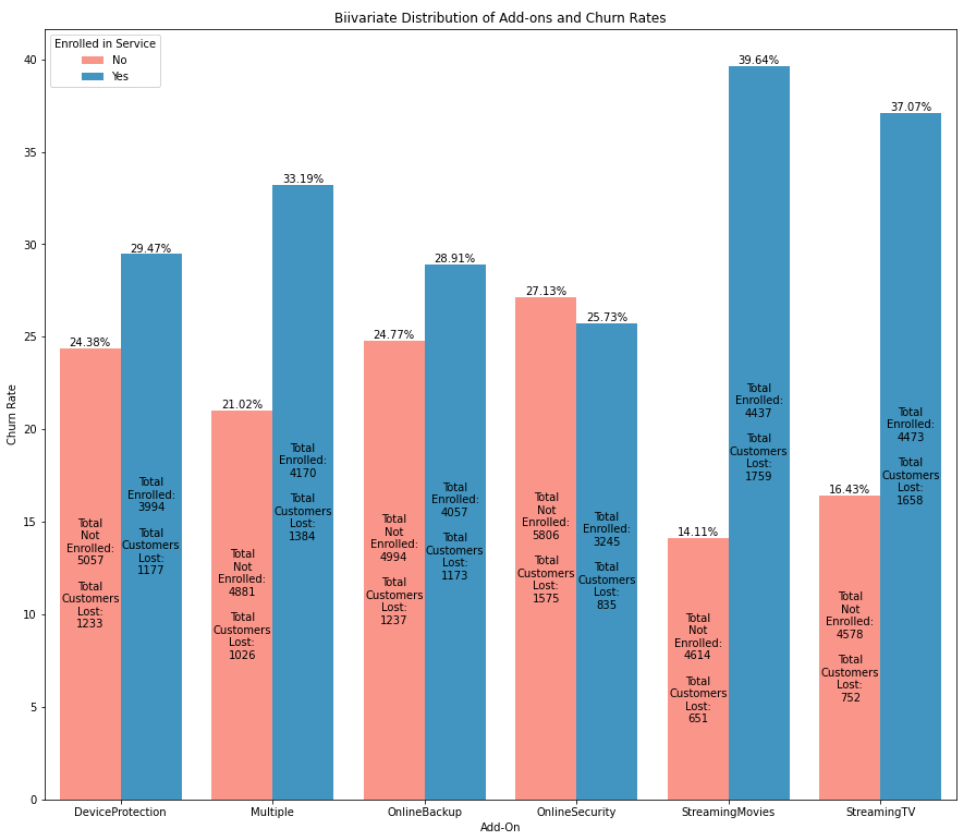 Biivariate Distribution of Add-ons and Churn Rates
Enrolled in Service
No
Yes
Churn Rate
40
35
30
25
20
15
10
5
0
24.38%
Total
Not
Enrolled:
5057
Total
Customers
Lost:
1233
29.47%
Total
Enrolled:
3994
Total
Customers
Lost:
1177
21.02%
Total
Not
Enrolled:
4881
Total
Customers
Lost:
1026
33.19%
Total
Enrolled:
4170
Total
Customers
Lost:
1384
24.77%
Total
Not
Enrolled:
4994
Total
Customers
Lost:
1237
28.91%
Total
Enrolled:
4057
Total
Customers
Lost:
1173
27.13%
Total
Not
Enrolled:
5806
Total
Customers
Lost:
1575
25.73%
Total
Enrolled:
3245
Total
Customers
Lost:
835
14.11%
Total
Not
Enrolled:
4614
Total
Customers
Lost:
651
39.64%
Total
Enrolled:
4437
Total
Customers
Lost:
1759
16.43%
Total
Not
Enrolled:
4578
Total
Customers
Lost:
752
37.07%
Total
Enrolled:
4473
Total
Customers
Lost:
1658
DeviceProtection
Multiple
OnlineBackup
OnlineSecurity
StreamingMovies
StreamingTV
Add-On